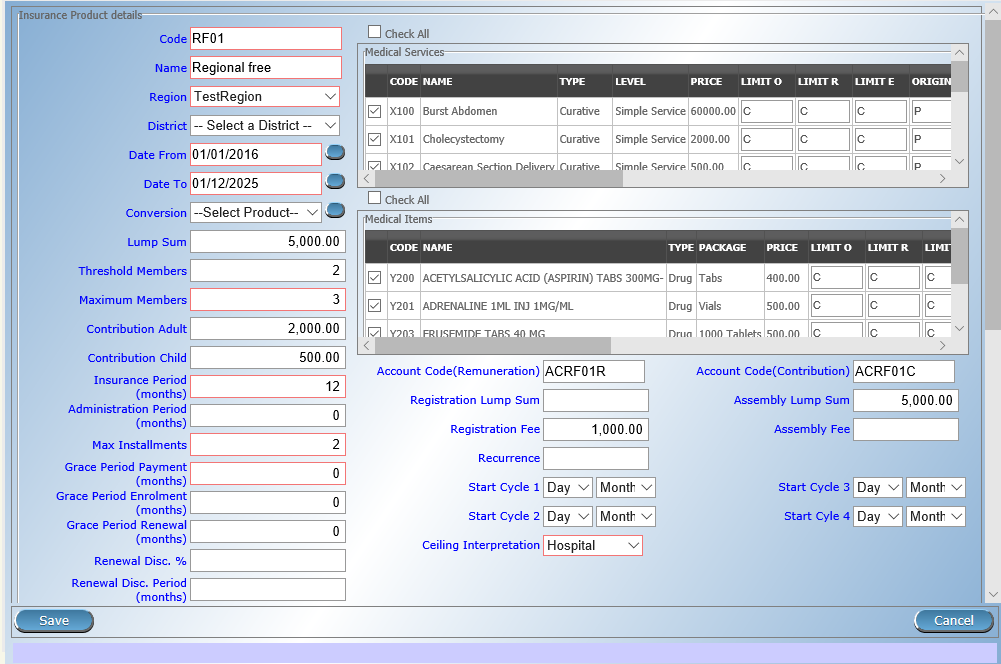 Insurance Product details
Code RF01
Name Regional free
Region TestRegion
District -- Select a District --
Date From 01/01/2016
Date To 01/12/2025
Conversion --Select Product--
Lump Sum 5,000.00
Threshold Members 2
Maximum Members 3
Contribution Adult 2,000.00
Contribution Child 500.00
Insurance Period
(months) 12
Administration Period
(months) 0
Max Installments 2
Grace Period Payment
(months) 0
Grace Period Enrolment
(months) 0
Grace Period Renewal
(months) 0
Renewal Disc. %
Renewal Disc. Period
(months)
Check All
Medical Services
CODE NAME TYPE LEVEL PRICE LIMIT O LIMIT R LIMIT E ORIGIN
X100 Burst Abdomen Curative Simple Service 60000.00 C C C P
X101 Cholecystectomy Curative Simple Service 2000.00 C C C P
X102 Caesarean Section Delivery Curative Simple Service 500.00 C C C P
Check All
Medical Items
CODE NAME TYPE PACKAGE PRICE LIMIT O LIMIT R LIMIT
Y200 ACETYLSALICYLIC ACID (ASPIRIN) TABS 300MG- Drug Tabs 400.00 C C C
Y201 ADRENALINE 1ML INJ 1MG/ML Drug Vials 500.00 C C C
Y203 FRUSEMIDE TABS 40 MG Drug 1000 Tablets 500.00 C C C
Account Code(Remuneration) ACRF01R Account Code(Contribution) ACRF01C
Registration Lump Sum Assembly Lump Sum 5,000.00
Registration Fee 1,000.00 Assembly Fee
Recurrence
Start Cycle 1 Day Month Start Cycle 3 Day Month
Start Cycle 2 Day Month Start Cyle 4 Day Month
Ceiling Interpretation Hospital
Save Cancel